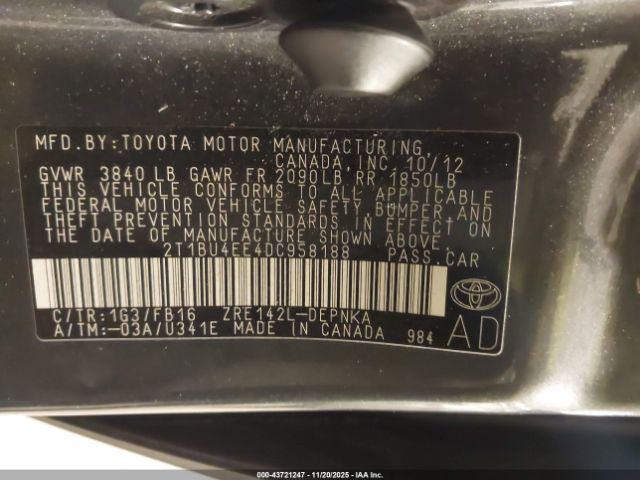 MFD.BY:TOYOTA MOTOR MANUFACTURING
CANADA, INC. 10/12
GVWR 3840 LB GAWR FR 2090LB RR 1850LB
THIS VEHICLE CONFORMS TO ALL APPLICABLE
FEDERAL MOTOR VEHICLE SAFETY, BUMPER, AND
THEFT PREVENTION STANDARDS IN EFFECT ON
THE DATE OF MANUFACTURE SHOWN ABOVE.
2T1BU4EE4DC958188 PASS.CAR
C/TR:1G3/FB16 ZRE142L-DEPNKA
A/TM:-03A/U341E MADE IN CANADA 984 AD
000-43721247 - 11/20/2025 - IAA Inc.